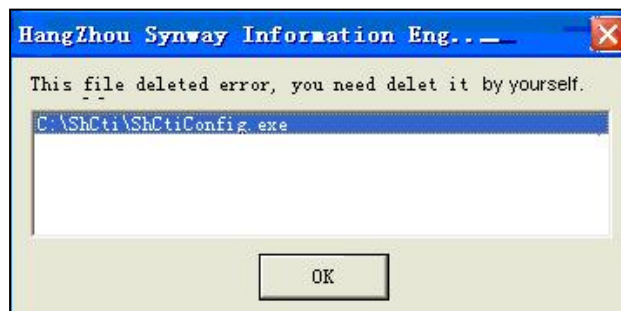 HangZhou Synway Information Eng...
This file deleted error, you need delet it by yourself.
C:\ShCti\ShCtiConfig.exe
OK